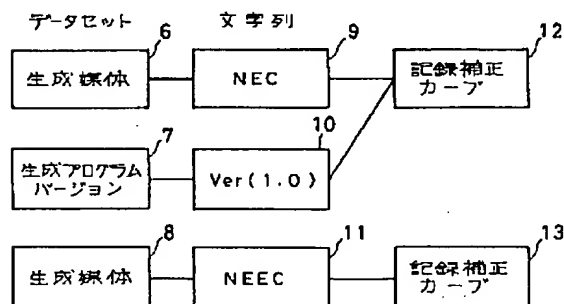 データセット 文字列
6 9 12
生成媒体 NEC 記録補正
カーブ
7 10
生成プログラム
バージョン Ver(1.0)
8 11 13
生成媒体 NEEC 記録補正
カーブ